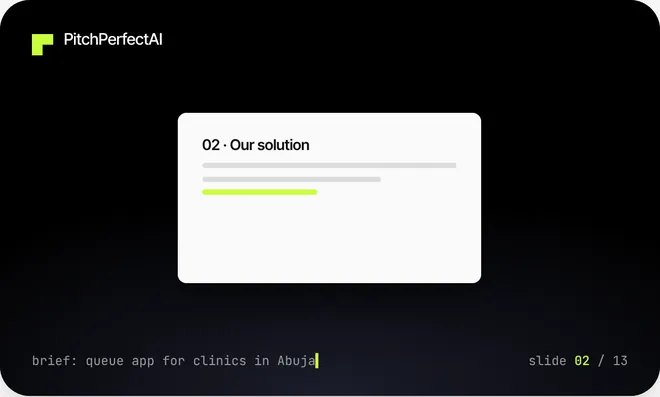 PitchPerfectAI
02 · Our solution
brief: queue app for clinics in Abuja
slide 02 / 13